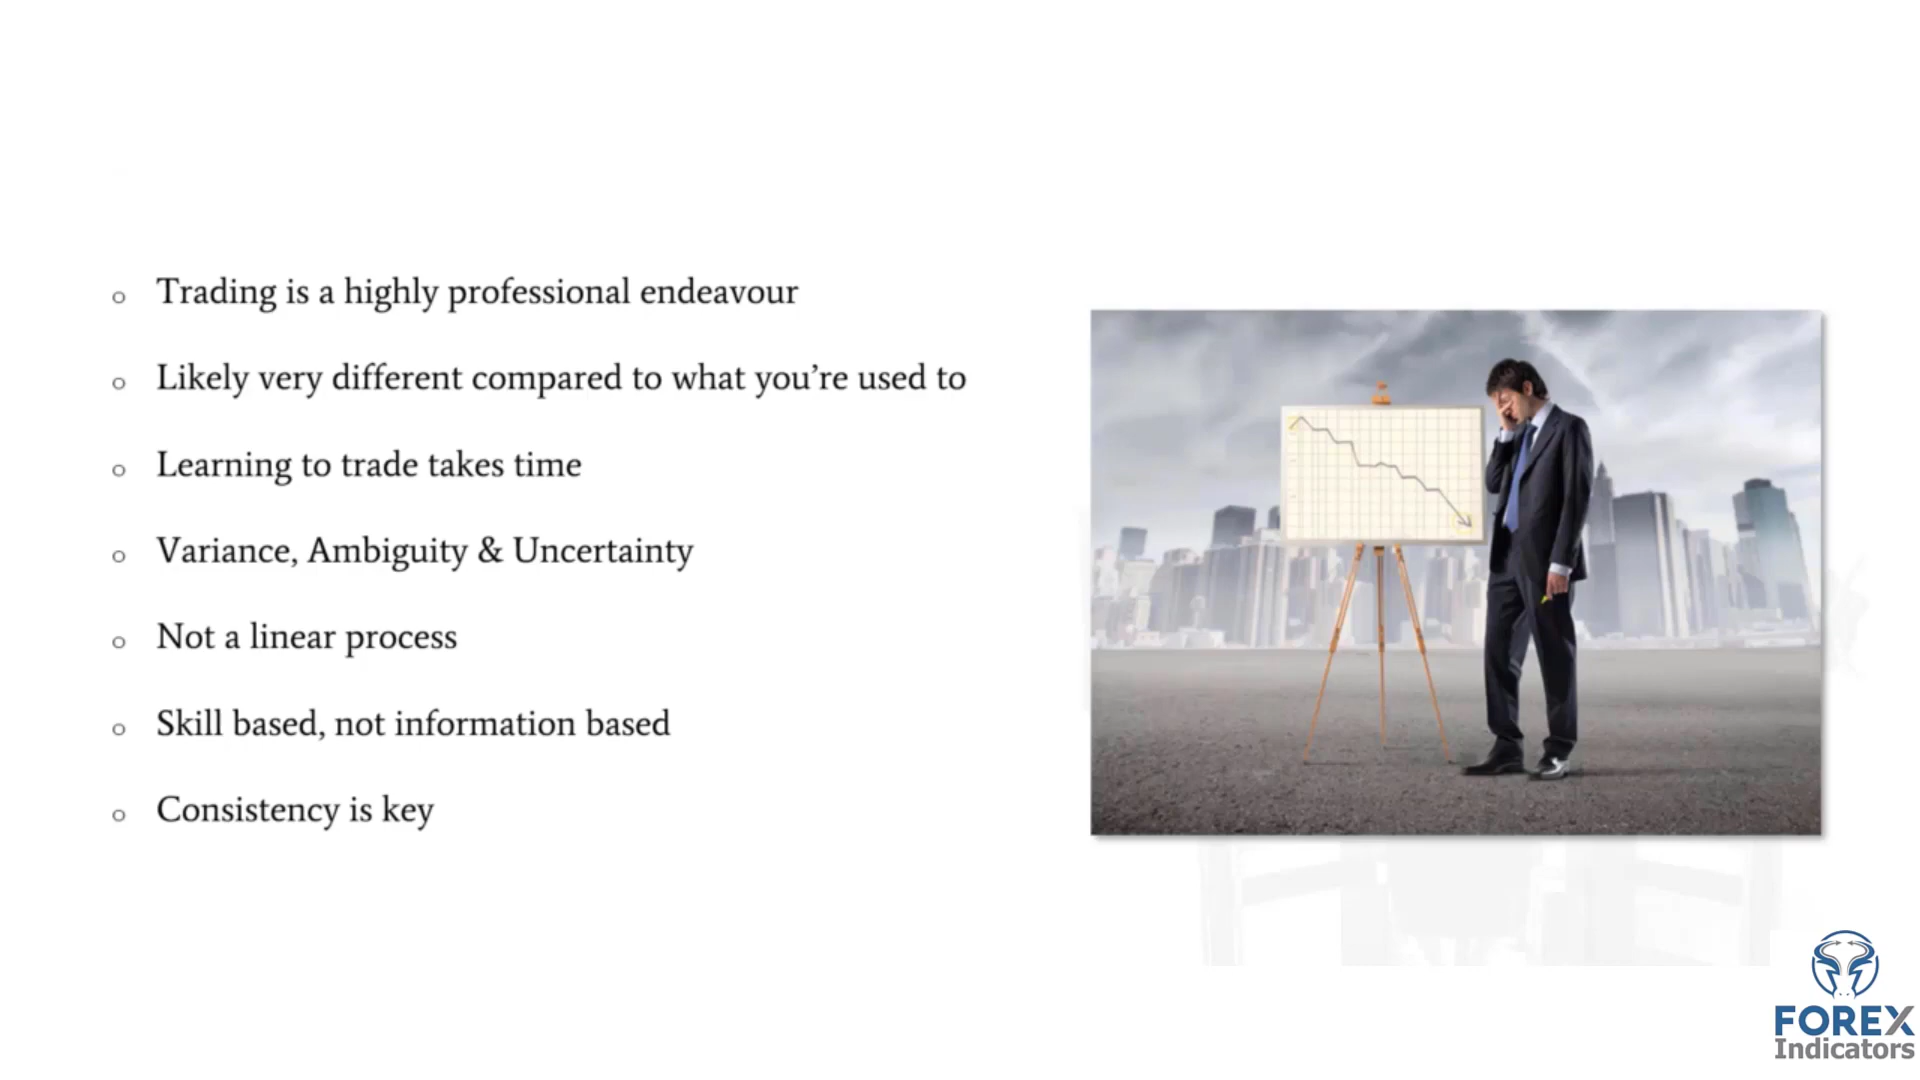 Trading is a highly professional endeavour
Likely very different compared to what you’re used to
Learning to trade takes time
Variance, Ambiguity & Uncertainty
Not a linear process
Skill based, not information based
Consistency is key
FOREX
Indicators